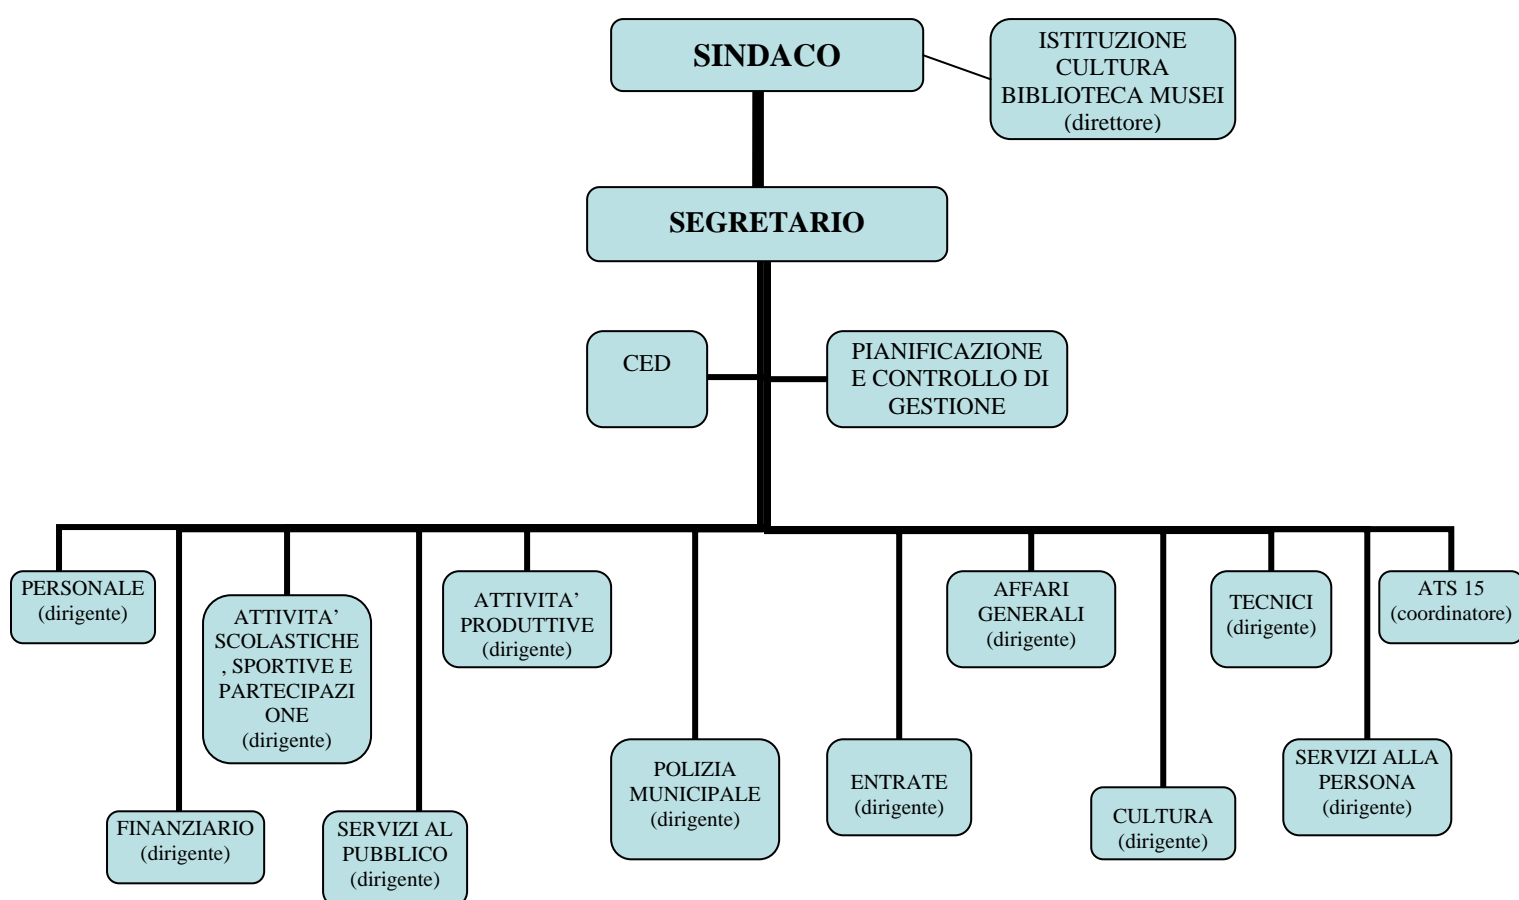 SINDACO
ISTITUZIONE
CULTURA
BIBLIOTECA MUSEI
(direttore)
SEGRETARIO
CED
PIANIFICAZIONE
E CONTROLLO DI
GESTIONE
PERSONALE
(dirigente)
FINANZIARIO
(dirigente)
ATTIVITA’
SCOLASTICHE
, SPORTIVE E
PARTECIPAZI
ONE
(dirigente)
SERVIZI AL
PUBBLICO
(dirigente)
ATTIVITA’
PRODUTTIVE
(dirigente)
POLIZIA
MUNICIPALE
(dirigente)
ENTRATE
(dirigente)
AFFARI
GENERALI
(dirigente)
CULTURA
(dirigente)
TECNICI
(dirigente)
SERVIZI ALLA
PERSONA
(dirigente)
ATS 15
(coordinatore)